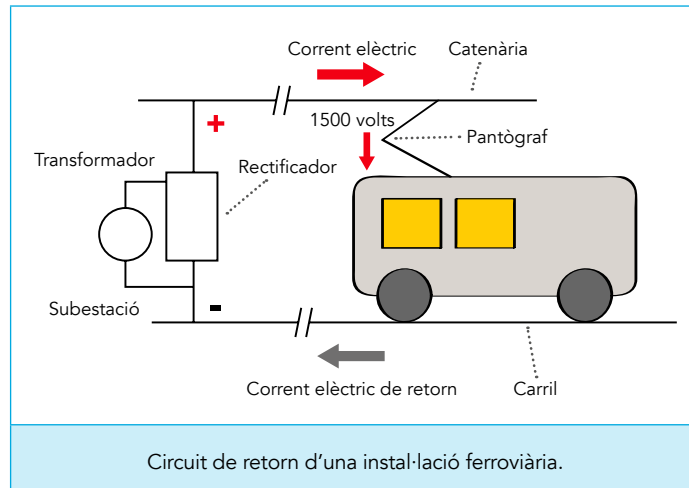 Corrent elèctric
Catenària
+
1500 volts
Pantògraf
Transformador
Rectificador
Subestació
-
Corrent elèctric de retorn
Carril
Circuit de retorn d'una instal·lació ferroviària.